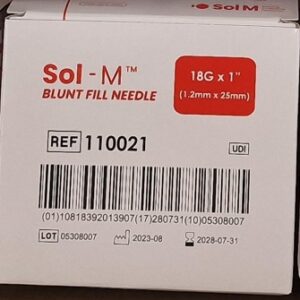 Sol M
Sol-M™
18G x 1"
BLUNT FILL NEEDLE
(1.2mm x 25mm)
REF 110021
UDI
(01)10818392013907(17)280731(10)05308007
LOT 05308007 2023-08 2028-07-31